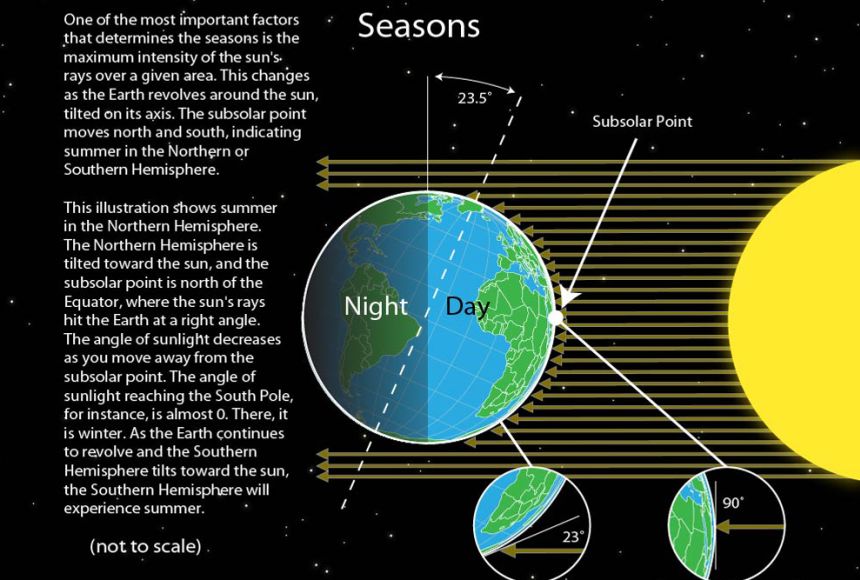 Seasons
One of the most important factors
that determines the seasons is the
maximum intensity of the sun's
rays over a given area. This changes
as the Earth revolves around the sun,
tilted on its axis. The subsolar point
moves north and south, indicating
summer in the Northern or
Southern Hemisphere.
This illustration shows summer
in the Northern Hemisphere.
The Northern Hemisphere is
tilted toward the sun, and the
subsolar point is north of the
Equator, where the sun's rays
hit the Earth at a right angle.
The angle of sunlight decreases
as you move away from the
subsolar point. The angle of
sunlight reaching the South Pole,
for instance, is almost 0. There, it
is winter. As the Earth continues
to revolve and the Southern
Hemisphere tilts toward the sun,
the Southern Hemisphere will
experience summer.
(not to scale)
23.5°
Subsolar Point
Night
Day
23°
90°